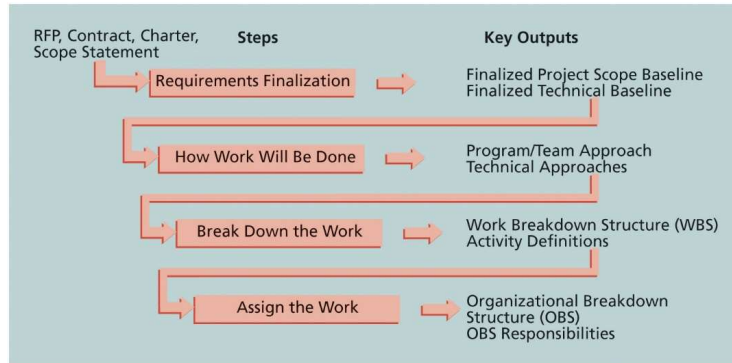 RFP, Contract, Charter,
Scope Statement
Steps
Key Outputs
Requirements Finalization
Finalized Project Scope Baseline
Finalized Technical Baseline
How Work Will Be Done
Program/Team Approach
Technical Approaches
Break Down the Work
Work Breakdown Structure (WBS)
Activity Definitions
Assign the Work
Organizational Breakdown
Structure (OBS)
OBS Responsibilities